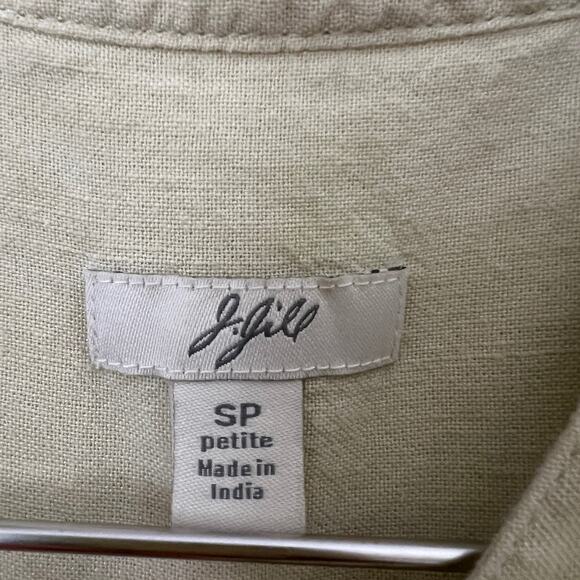 J.Jill
SP
petite
Made in
India